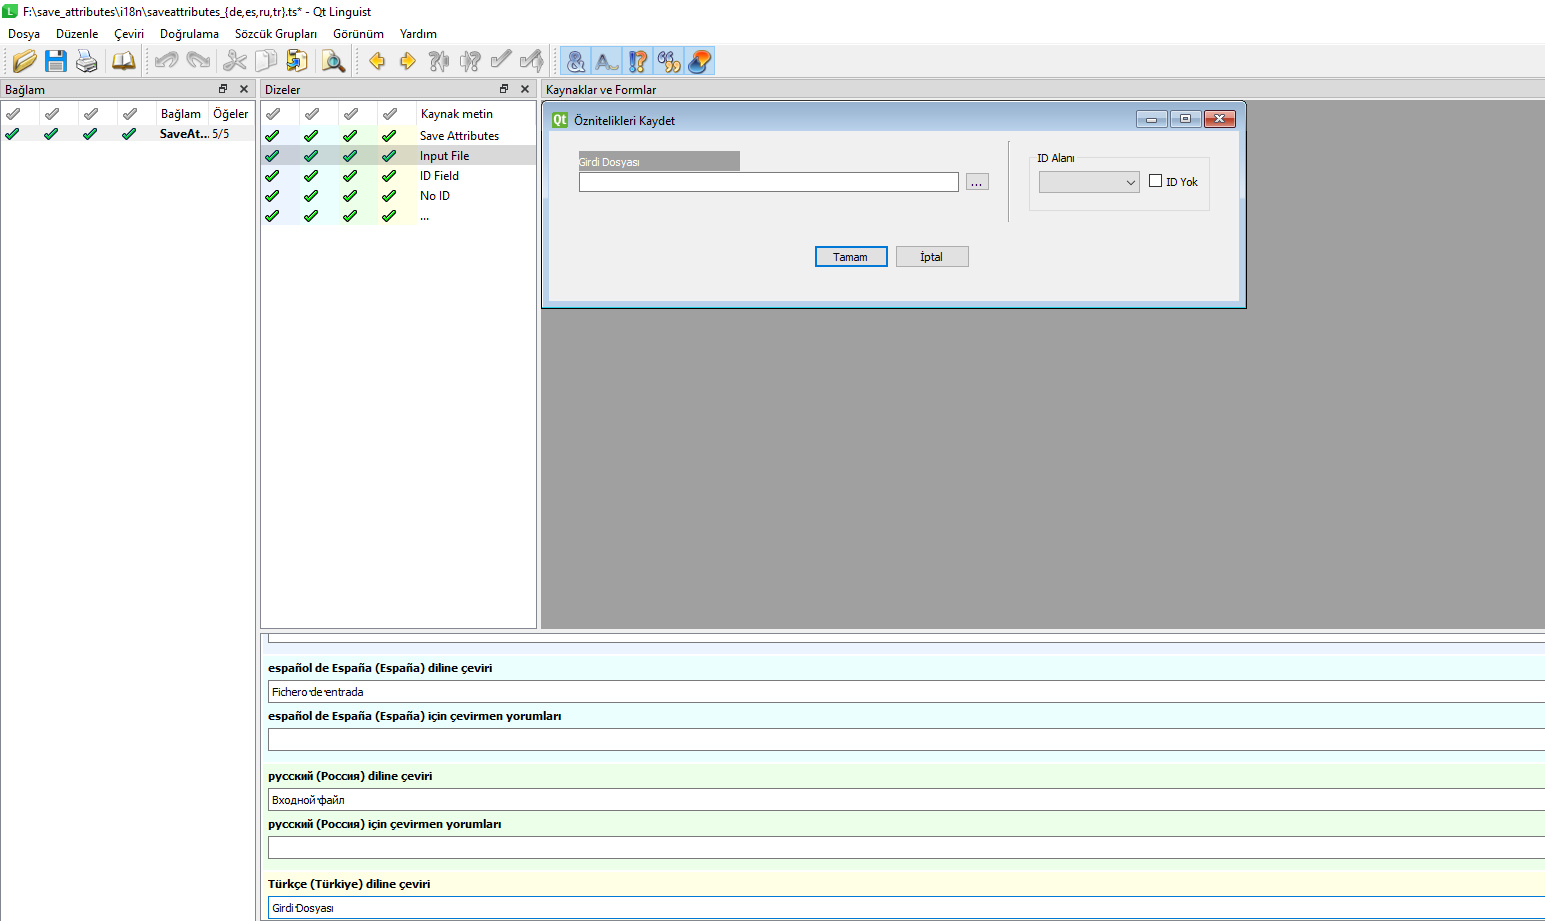 F:\save_attributes\i18n\saveattributes_{de,es,ru,tr}.ts* - Qt Linguist
Dosya Düzenle Çeviri Doğrulama Sözcük Grupları Görünüm Yardım
Bağlam
Bağlam Öğeler
SaveAt... 5/5
Dizeler
Kaynak metin
Save Attributes
Input File
ID Field
No ID
...
Kaynaklar ve Formlar
Qt Öznitelikleri Kaydet
Girdi Dosyası
...
ID Alanı
ID Yok
Tamam İptal
español de España (España) diline çeviri
Fichero de entrada
español de España (España) için çevirmen yorumları
русский (Россия) diline çeviri
Входной файл
русский (Россия) için çevirmen yorumları
Türkçe (Türkiye) diline çeviri
Girdi Dosyası